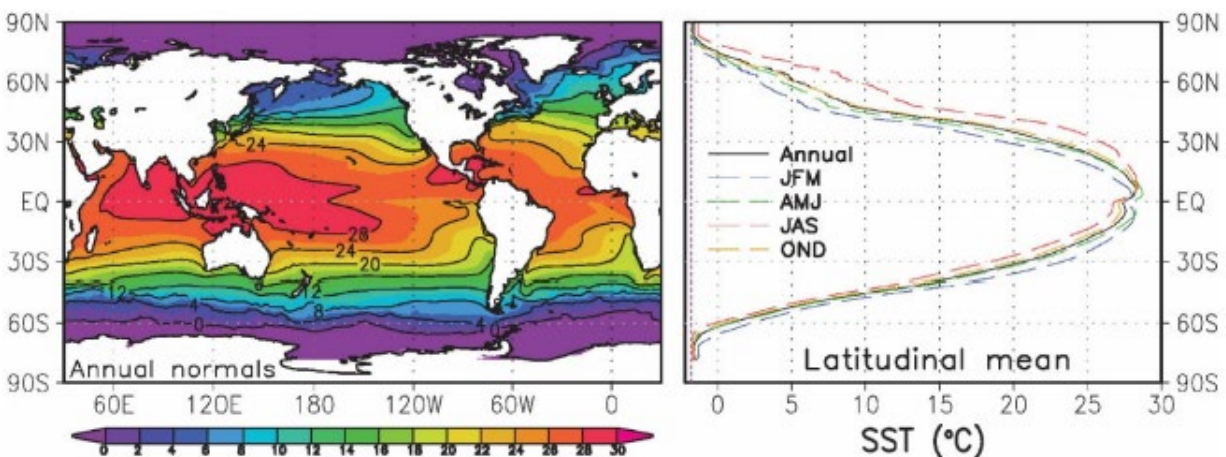 90N
60N
30N
EQ
30S
60S
90S
24
28
24
20
12
12
4
8
4
4
0
0
Annual normals
60E 120E 180 120W 60W 0
0 2 4 6 8 10 12 14 16 18 20 22 24 26 28 30
Annual
JFM
AMJ
JAS
OND
Latitudinal mean
90N
60N
30N
EQ
30S
60S
90S
0 5 10 15 20 25 30
SST (°C)